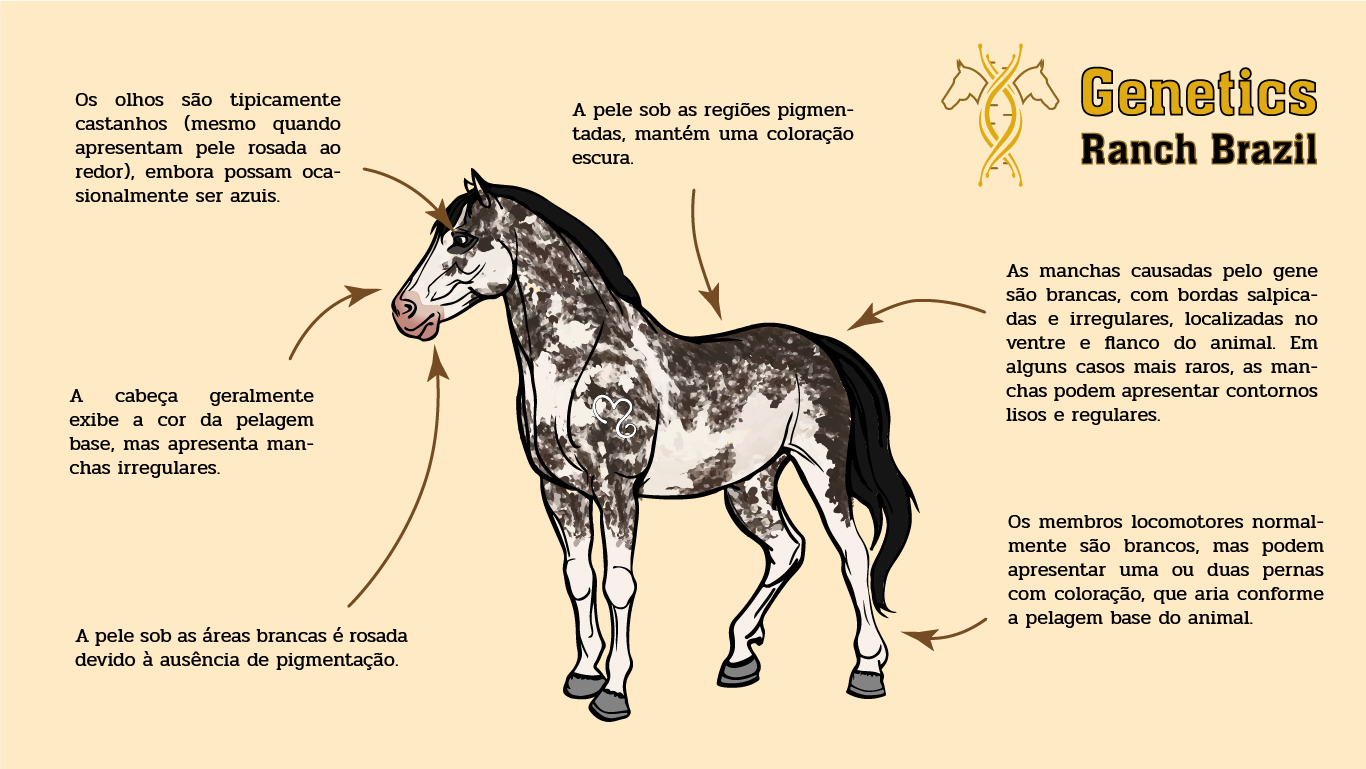 Genetics
Ranch Brazil
Os olhos são tipicamente
castanhos (mesmo quando
apresentam pele rosada ao
redor), embora possam oca-
sionalmente ser azuis.
A pele sob as regiões pigmen-
tadas, mantém uma coloração
escura.
As manchas causadas pelo gene
são brancas, com bordas salpica-
das e irregulares, localizadas no
ventre e flanco do animal. Em
alguns casos mais raros, as man-
chas podem apresentar contornos
lisos e regulares.
A cabeça geralmente
exibe a cor da pelagem
base, mas apresenta man-
chas irregulares.
Os membros locomotores normal-
mente são brancos, mas podem
apresentar uma ou duas pernas
com coloração, que aria conforme
a pelagem base do animal.
A pele sob as áreas brancas é rosada
devido à ausência de pigmentação.